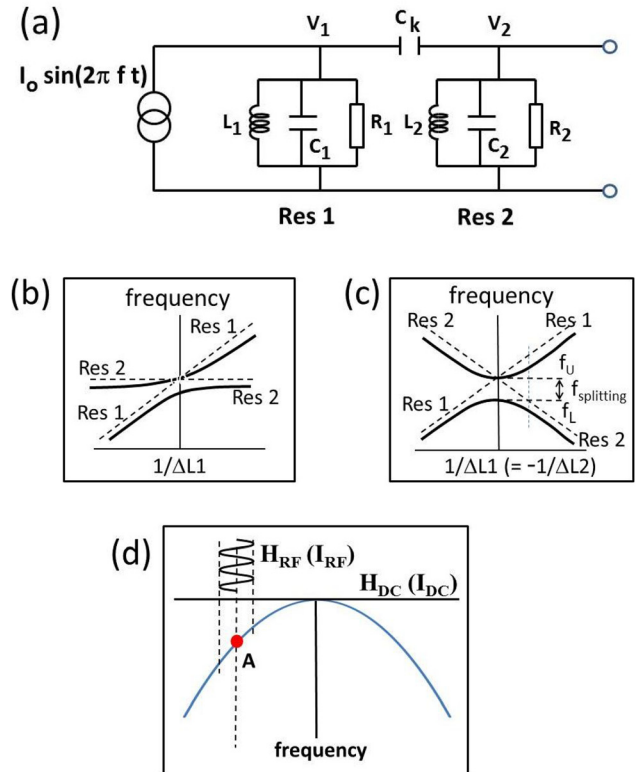 (a)
V1
Ck
V2
Io sin(2π f t)
L1
C1
R1
L2
C2
R2
Res 1
Res 2
(b)
frequency
Res 1
Res 2
Res 1
Res 2
1/ΔL1
(c)
frequency
Res 2
Res 1
fU
fsplitting
Res 1
fL
Res 2
1/ΔL1 (= -1/ΔL2)
(d)
HRF (IRF)
HDC (IDC)
A
frequency